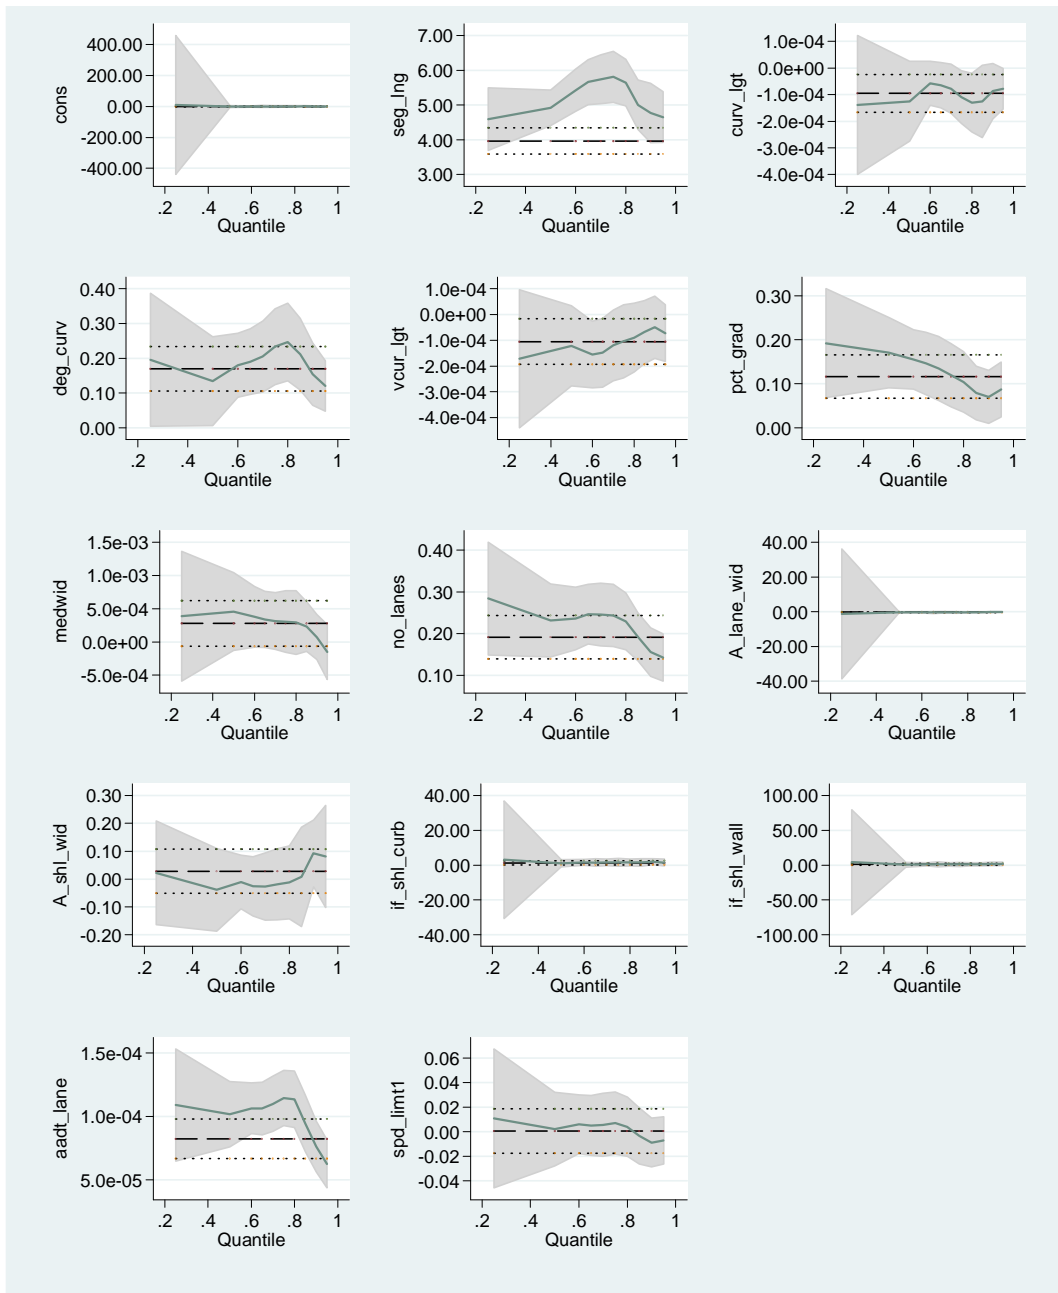 cons
400.00
200.00
0.00
-200.00
-400.00
.2 .4 .6 .8 1
Quantile
seg_lng
7.00
6.00
5.00
4.00
3.00
.2 .4 .6 .8 1
Quantile
curv_lgt
1.0e-04
0.0e+00
-1.0e-04
-2.0e-04
-3.0e-04
-4.0e-04
.2 .4 .6 .8 1
Quantile
deg_curv
0.40
0.30
0.20
0.10
0.00
.2 .4 .6 .8 1
Quantile
vcur_lgt
1.0e-04
0.0e+00
-1.0e-04
-2.0e-04
-3.0e-04
-4.0e-04
.2 .4 .6 .8 1
Quantile
pct_grad
0.30
0.20
0.10
0.00
.2 .4 .6 .8 1
Quantile
medwid
1.5e-03
1.0e-03
5.0e-04
0.0e+00
-5.0e-04
.2 .4 .6 .8 1
Quantile
no_lanes
0.40
0.30
0.20
0.10
.2 .4 .6 .8 1
Quantile
A_lane_wid
40.00
20.00
0.00
-20.00
-40.00
.2 .4 .6 .8 1
Quantile
A_shl_wid
0.30
0.20
0.10
0.00
-0.10
-0.20
.2 .4 .6 .8 1
Quantile
if_shl_curb
40.00
20.00
0.00
-20.00
-40.00
.2 .4 .6 .8 1
Quantile
if_shl_wall
100.00
50.00
0.00
-50.00
-100.00
.2 .4 .6 .8 1
Quantile
aadt_lane
1.5e-04
1.0e-04
5.0e-05
.2 .4 .6 .8 1
Quantile
spd_limt1
0.06
0.04
0.02
0.00
-0.02
-0.04
.2 .4 .6 .8 1
Quantile